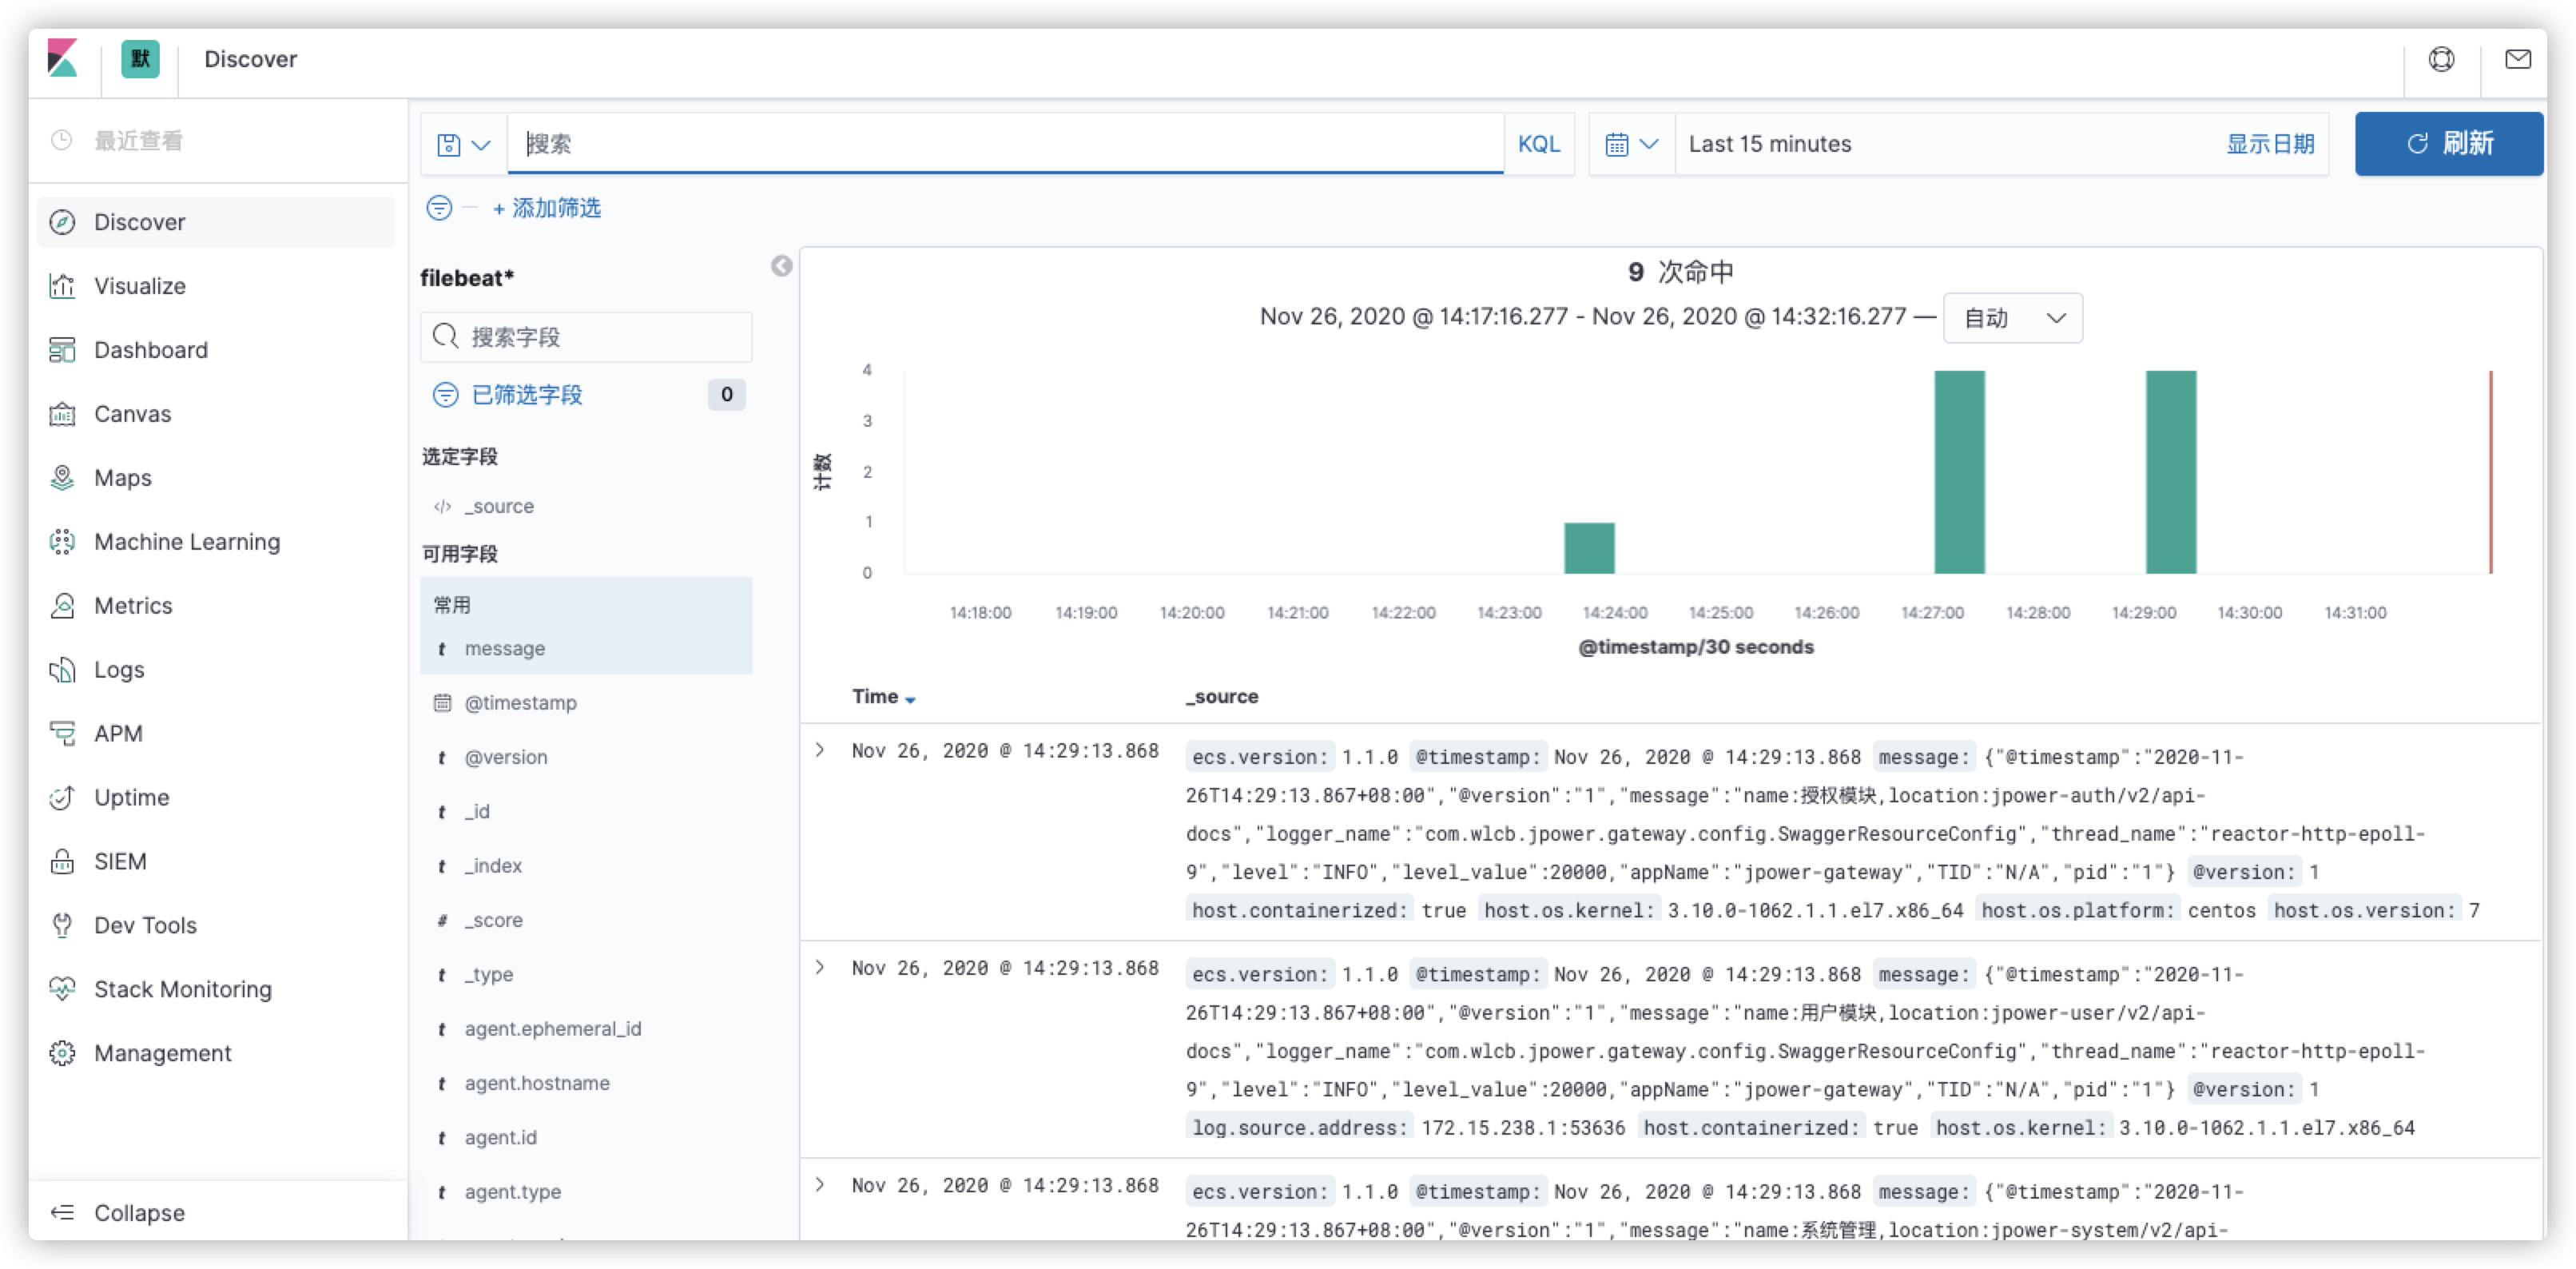 默
Discover
最近查看
Discover
Visualize
Dashboard
Canvas
Maps
Machine Learning
Metrics
Logs
APM
Uptime
SIEM
Dev Tools
Stack Monitoring
Management
Collapse
搜索
KQL
Last 15 minutes
显示日期
刷新
+ 添加筛选
filebeat*
搜索字段
已筛选字段
0
选定字段
_source
可用字段
常用
t message
@timestamp
t @version
t _id
t _index
# _score
t _type
t agent.ephemeral_id
t agent.hostname
t agent.id
t agent.type
9 次命中
Nov 26, 2020 @ 14:17:16.277 - Nov 26, 2020 @ 14:32:16.277 —
自动
计数
4
3
2
1
0
14:18:00 14:19:00 14:20:00 14:21:00 14:22:00 14:23:00 14:24:00 14:25:00 14:26:00 14:27:00 14:28:00 14:29:00 14:30:00 14:31:00
@timestamp/30 seconds
Time _source
Nov 26, 2020 @ 14:29:13.868
ecs.version: 1.1.0 @timestamp: Nov 26, 2020 @ 14:29:13.868 message: {"@timestamp":"2020-11-
26T14:29:13.867+08:00","@version":"1","message":"name:授权模块,location:jpower-auth/v2/api-
docs","logger_name":"com.wlcb.jpower.gateway.config.SwaggerResourceConfig","thread_name":"reactor-http-epoll-
9","level":"INFO","level_value":20000,"appName":"jpower-gateway","TID":"N/A","pid":"1"} @version: 1
host.containerized: true host.os.kernel: 3.10.0-1062.1.1.el7.x86_64 host.os.platform: centos host.os.version: 7
Nov 26, 2020 @ 14:29:13.868
ecs.version: 1.1.0 @timestamp: Nov 26, 2020 @ 14:29:13.868 message: {"@timestamp":"2020-11-
26T14:29:13.867+08:00","@version":"1","message":"name:用户模块,location:jpower-user/v2/api-
docs","logger_name":"com.wlcb.jpower.gateway.config.SwaggerResourceConfig","thread_name":"reactor-http-epoll-
9","level":"INFO","level_value":20000,"appName":"jpower-gateway","TID":"N/A","pid":"1"} @version: 1
log.source.address: 172.15.238.1:53636 host.containerized: true host.os.kernel: 3.10.0-1062.1.1.el7.x86_64
Nov 26, 2020 @ 14:29:13.868
ecs.version: 1.1.0 @timestamp: Nov 26, 2020 @ 14:29:13.868 message: {"@timestamp":"2020-11-
26T14:29:13.867+08:00","@version":"1","message":"name:系统管理,location:jpower-system/v2/api-